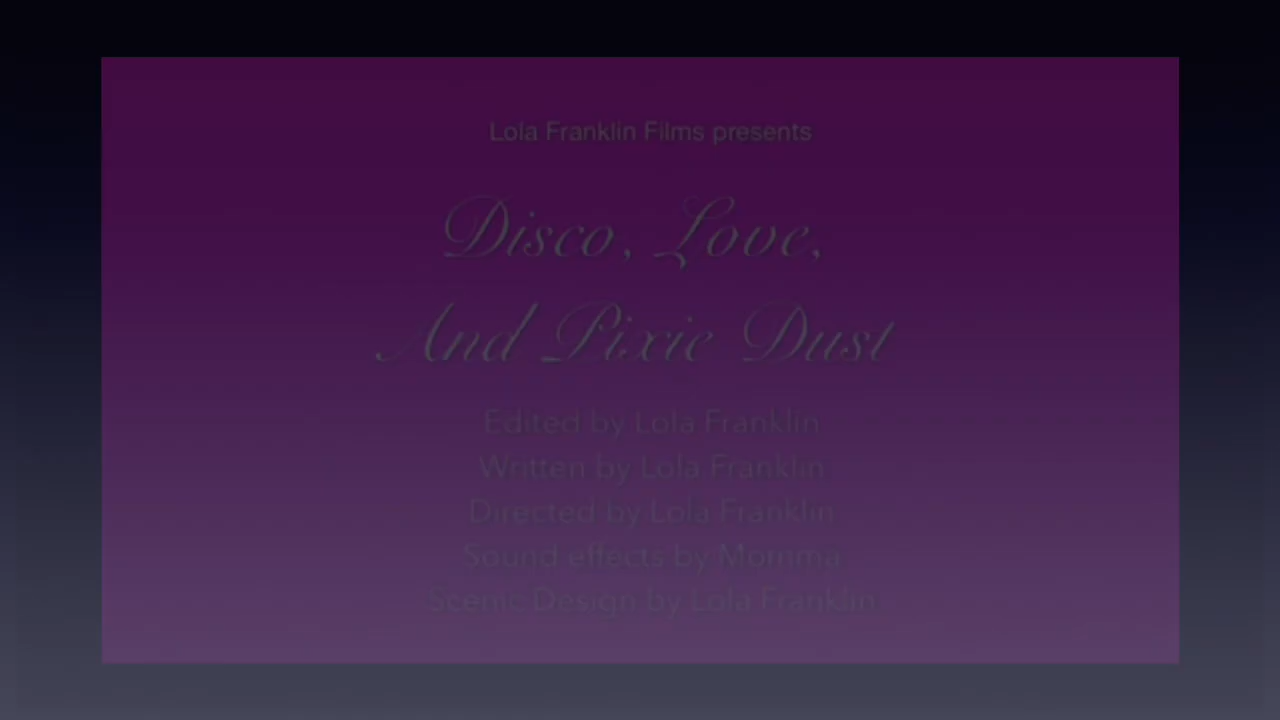 Lola Franklin Films presents
Disco, Love,
And Pixie Dust
Edited by Lola Franklin
Written by Lola Franklin
Directed by Lola Franklin
Sound effects by Momma
Scenic Design by Lola Franklin